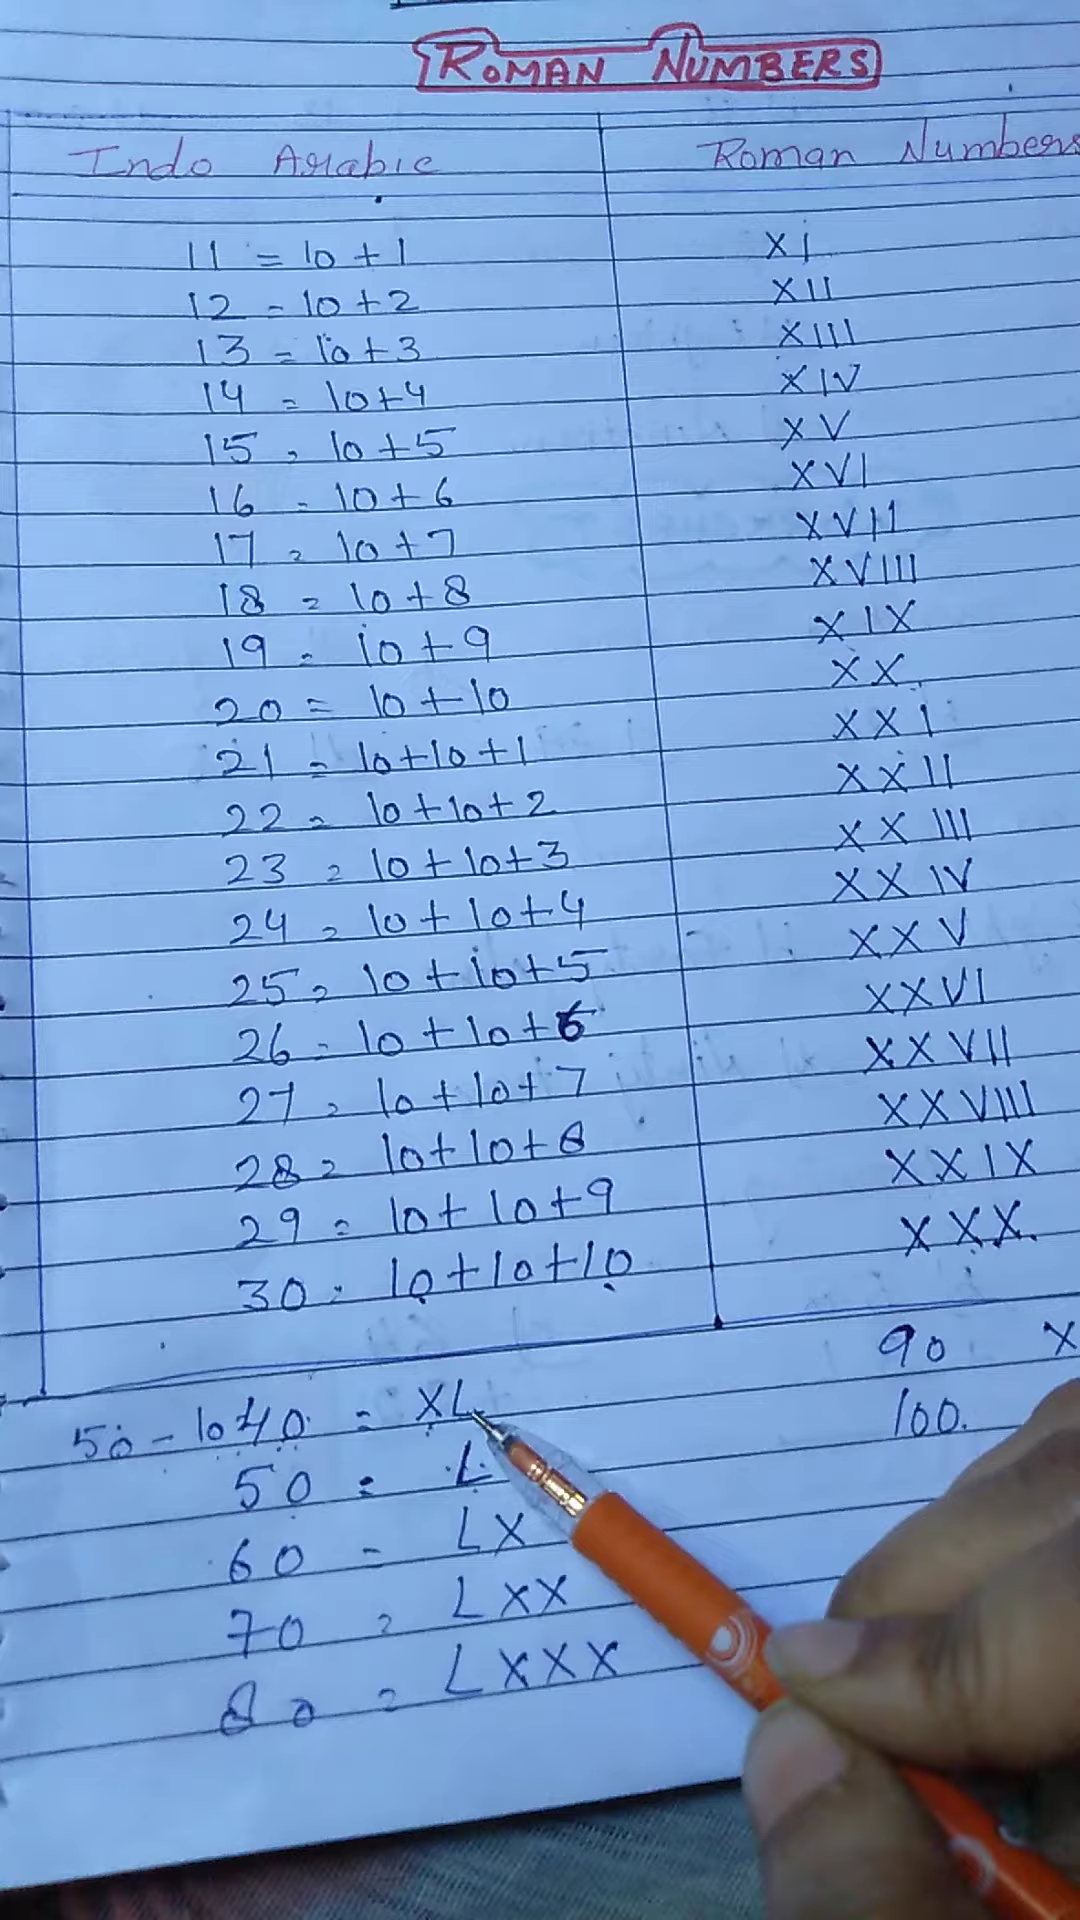 ROMAN NUMBERS
Indo Arabic Roman Numbers
11 = 10+1 XI
12 = 10+2 XII
13 = 10+3 XIII
14 = 10+4 XIV
15 = 10+5 XV
16 = 10+6 XVI
17 = 10+7 XVII
18 = 10+8 XVIII
19 = 10+9 XIX
20 = 10+10 XX
21 = 10+10+1 XXI
22 = 10+10+2 XXII
23 = 10+10+3 XXIII
24 = 10+10+4 XXIV
25 = 10+10+5 XXV
26 = 10+10+6 XXVI
27 = 10+10+7 XXVII
28 = 10+10+8 XXVIII
29 = 10+10+9 XXIX
30 = 10+10+10 XXX.
90 X
50 - 10 40 = XL
100.
50 = L
60 = LX
70 = LXX
80 = LXXX